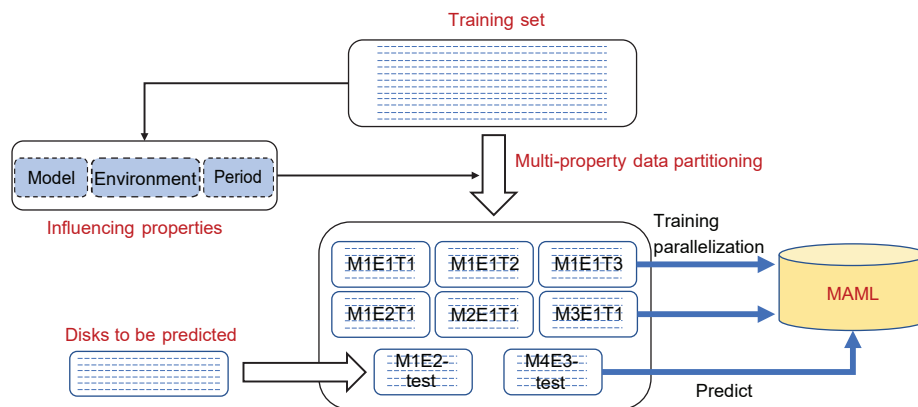 Training set
Multi-property data partitioning
Model
Environment
Period
Influencing properties
Training
parallelization
M1E1T1
M1E1T2
M1E1T3
MAML
M1E2T1
M2E1T1
M3E1T1
Disks to be predicted
M1E2-
test
M4E3-
test
Predict